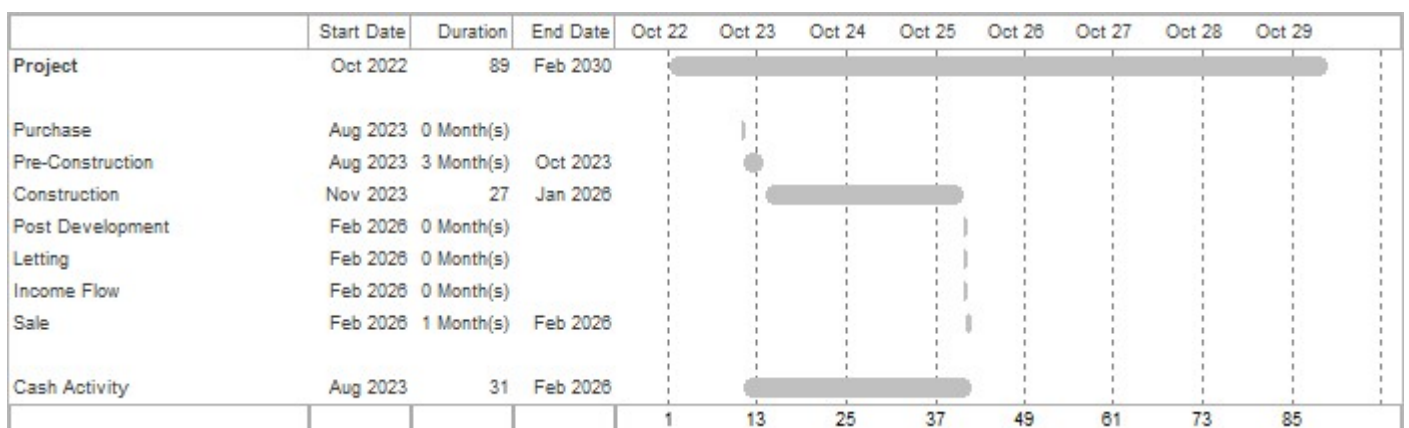 Start Date Duration End Date Oct 22 Oct 23 Oct 24 Oct 25 Oct 26 Oct 27 Oct 28 Oct 29
Project Oct 2022 89 Feb 2030
Purchase Aug 2023 0 Month(s)
Pre-Construction Aug 2023 3 Month(s) Oct 2023
Construction Nov 2023 27 Jan 2026
Post Development Feb 2026 0 Month(s)
Letting Feb 2026 0 Month(s)
Income Flow Feb 2026 0 Month(s)
Sale Feb 2026 1 Month(s) Feb 2026
Cash Activity Aug 2023 31 Feb 2026
1 13 25 37 49 61 73 85